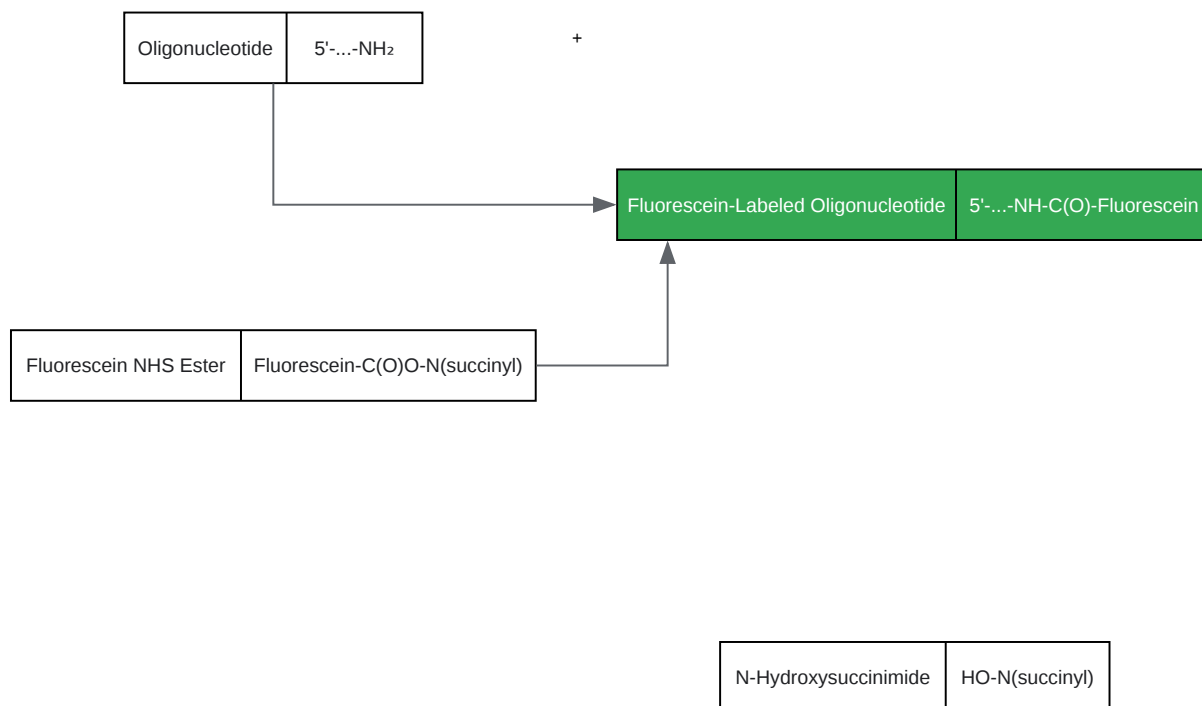 Oligonucleotide
5'-...-NH₂
+
Fluorescein-Labeled Oligonucleotide
5'-...-NH-C(O)-Fluorescein
Fluorescein NHS Ester
Fluorescein-C(O)O-N(succinyl)
N-Hydroxysuccinimide
HO-N(succinyl)